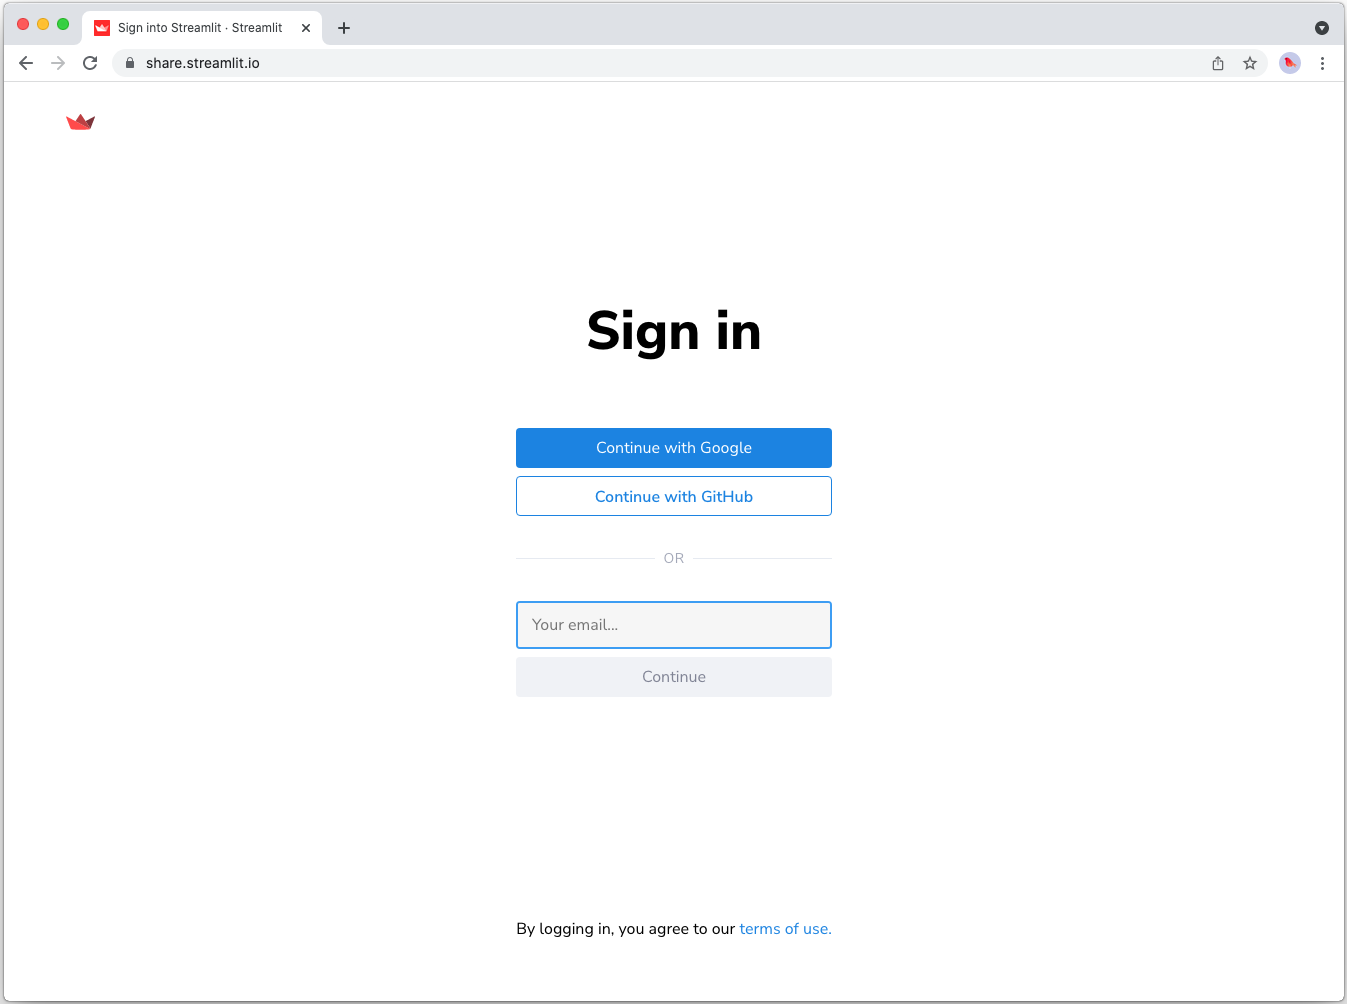 Sign into Streamlit · Streamlit
share.streamlit.io
Sign in
Continue with Google
Continue with GitHub
OR
Your email...
Continue
By logging in, you agree to our terms of use.